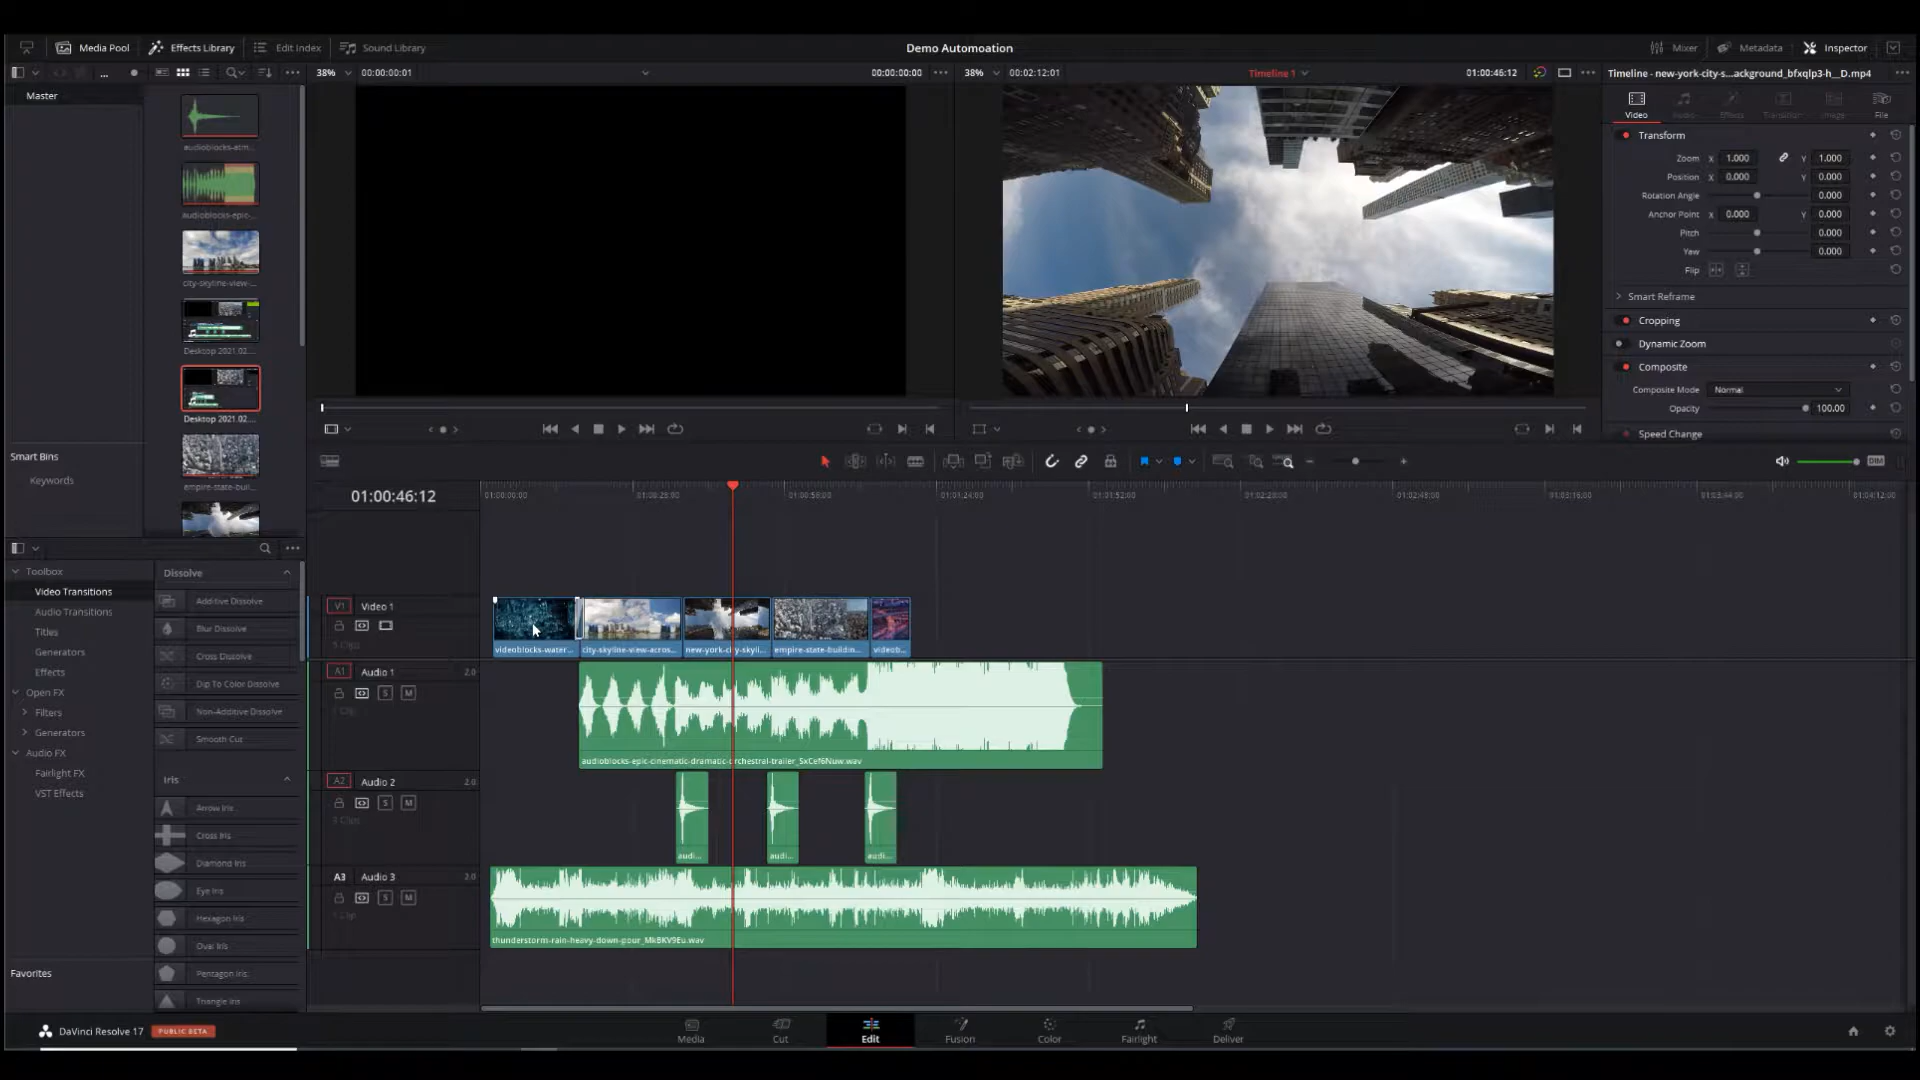 Media Pool
Effects Library
Edit Index
Sound Library
Demo Automoation
Mixer
Metadata
Inspector
38%
00:00:00:01
00:00:00:00
38%
00:02:12:01
Timeline 1
01:00:46:12
Timeline - new-york-city-s...ackground_bfxqlp3-h__D.mp4
Master
audioblocks-atm...
audioblocks-epic-...
city-skyline-view-...
Desktop 2021.02....
Desktop 2021.02....
empire-state-buil...
Smart Bins
Keywords
Video
Audio
Effects
Transition
Image
File
Transform
Zoom X 1.000 Y 1.000
Position X 0.000 Y 0.000
Rotation Angle 0.000
Anchor Point X 0.000 Y 0.000
Pitch 0.000
Yaw 0.000
Flip
Smart Reframe
Cropping
Dynamic Zoom
Composite
Composite Mode Normal
Opacity 100.00
Speed Change
DIM
01:00:46:12
01:00:00:00
01:00:28:00
01:00:56:00
01:01:24:00
01:01:52:00
01:02:20:00
01:02:48:00
01:03:16:00
01:03:44:00
01:04:12:00
Toolbox
Video Transitions
Audio Transitions
Titles
Generators
Effects
Open FX
Filters
Generators
Audio FX
Fairlight FX
VST Effects
Favorites
Dissolve
Additive Dissolve
Blur Dissolve
Cross Dissolve
Dip To Color Dissolve
Non-Additive Dissolve
Smooth Cut
Iris
Arrow Iris
Cross Iris
Diamond Iris
Eye Iris
Hexagon Iris
Oval Iris
Pentagon Iris
Triangle Iris
V1 Video 1
5 Clips
videoblocks-water...
city-skyline-view-acros...
new-york-city-skyli...
empire-state-buildin...
videob...
A1 Audio 1 2.0
S M
1 Clip
audioblocks-epic-cinematic-dramatic-orchestral-trailer_SxCef6Nuw.wav
A2 Audio 2 2.0
S M
3 Clips
audi...
audi...
audi...
A3 Audio 3 2.0
S M
1 Clip
thunderstorm-rain-heavy-down-pour_MkBKV9Eu.wav
DaVinci Resolve 17
PUBLIC BETA
Media
Cut
Edit
Fusion
Color
Fairlight
Deliver